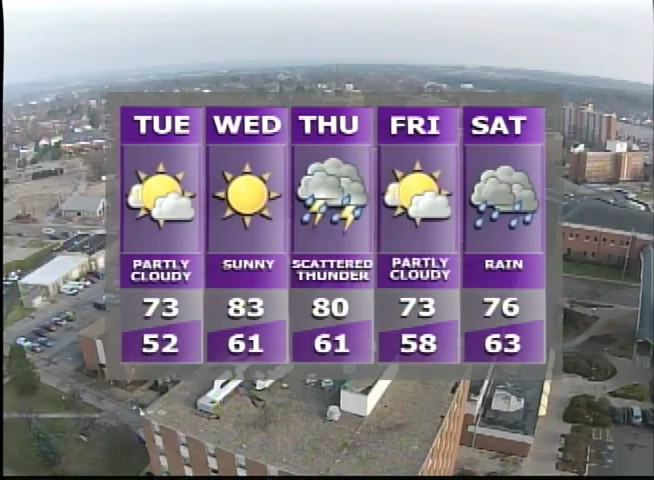 TUE WED THU FRI SAT
PARTLY CLOUDY SUNNY SCATTERED THUNDER PARTLY CLOUDY RAIN
73 83 80 73 76
52 61 61 58 63